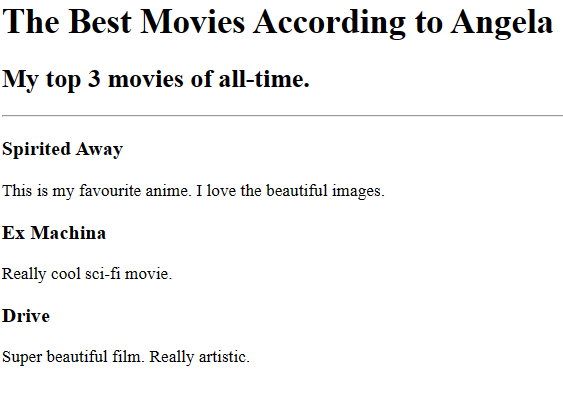 The Best Movies According to Angela
My top 3 movies of all-time.
Spirited Away
This is my favourite anime. I love the beautiful images.
Ex Machina
Really cool sci-fi movie.
Drive
Super beautiful film. Really artistic.